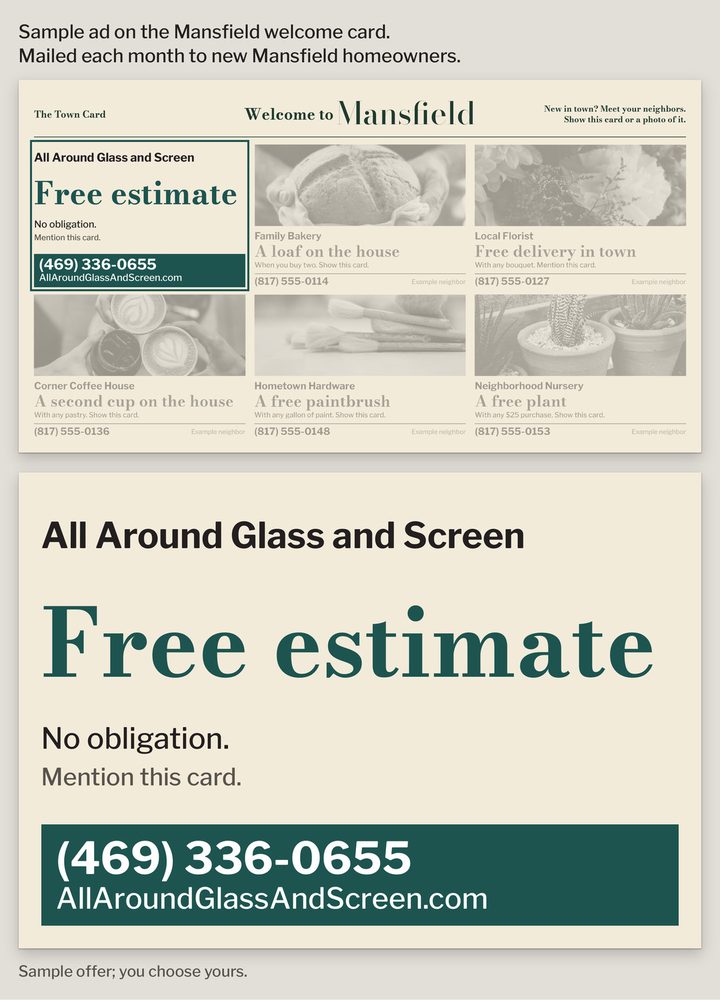 Sample ad on the Mansfield welcome card.
Mailed each month to new Mansfield homeowners.
The Town Card
Welcome to Mansfield
New in town? Meet your neighbors.
Show this card or a photo of it.
All Around Glass and Screen
Free estimate
No obligation.
Mention this card.
(469) 336-0655
AllAroundGlassAndScreen.com
Family Bakery
A loaf on the house
When you buy two. Show this card.
(817) 555-0114
Example neighbor
Local Florist
Free delivery in town
With any bouquet. Mention this card.
(817) 555-0127
Example neighbor
Corner Coffee House
A second cup on the house
With any pastry. Show this card.
(817) 555-0136
Example neighbor
Hometown Hardware
A free paintbrush
With any gallon of paint. Show this card.
(817) 555-0148
Example neighbor
Neighborhood Nursery
A free plant
With any $25 purchase. Show this card.
(817) 555-0153
Example neighbor
All Around Glass and Screen
Free estimate
No obligation.
Mention this card.
(469) 336-0655
AllAroundGlassAndScreen.com
Sample offer; you choose yours.